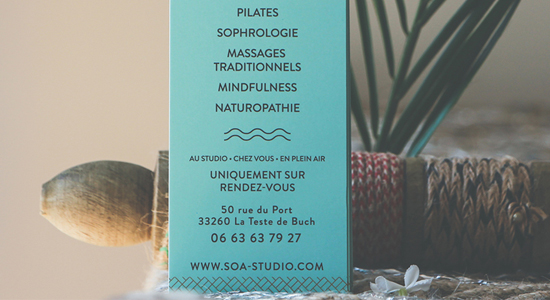 PILATES
SOPHROLOGIE
MASSAGES
TRADITIONNELS
MINDFULNESS
NATUROPATHIE
AU STUDIO • CHEZ VOUS • EN PLEIN AIR
UNIQUEMENT SUR
RENDEZ-VOUS
50 rue du Port
33260 La Teste de Buch
06 63 63 79 27
WWW.SOA-STUDIO.COM